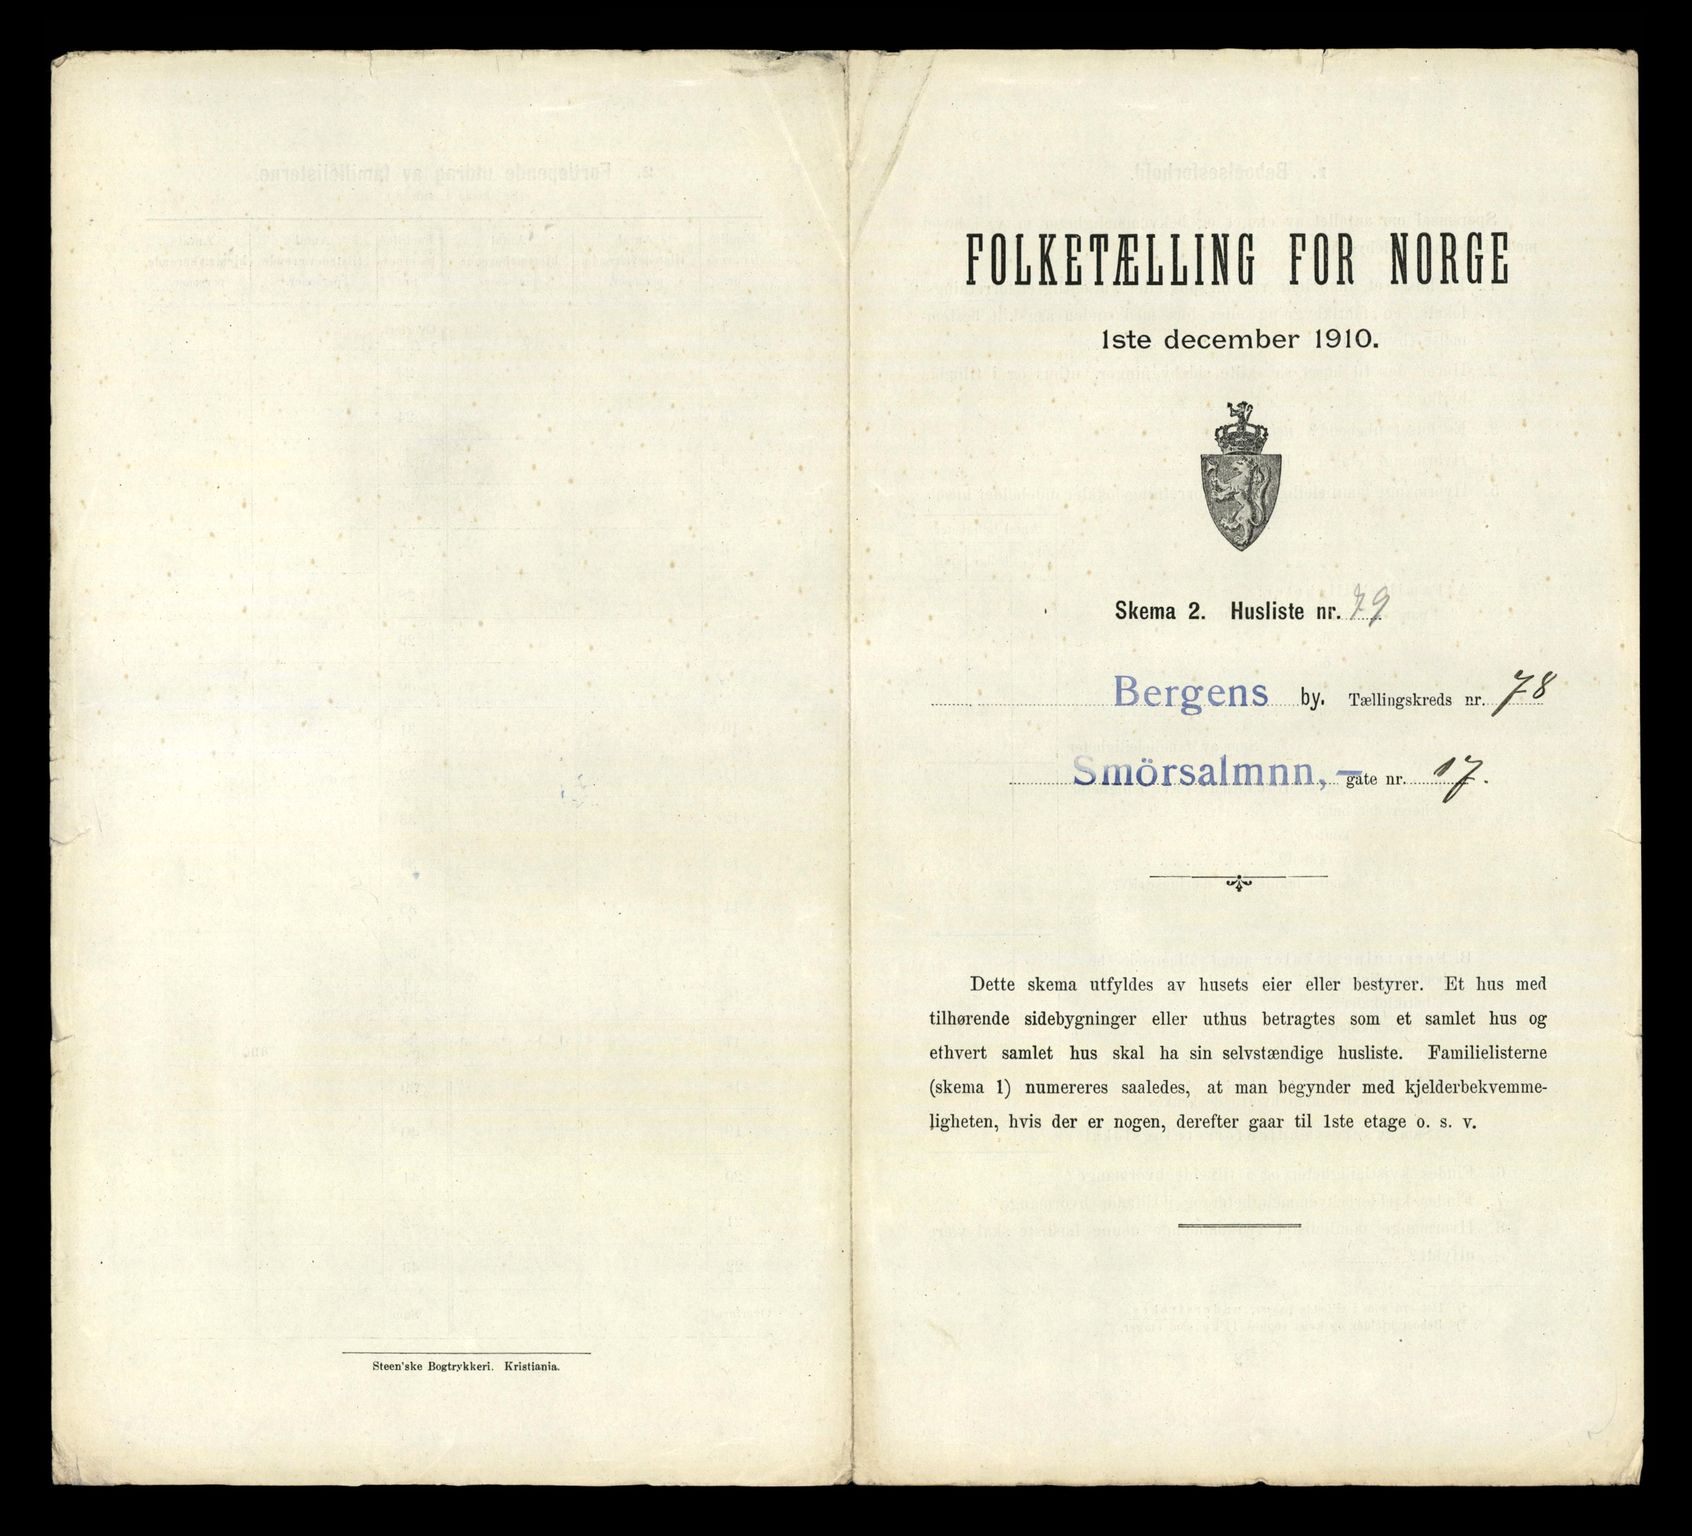 FOLKETÆLLING FOR NORGE
1ste december 1910.
Skema 2. Husliste nr. 79
Bergens by. Tællingskreds nr. 78
Smörsalmnn, – gate nr. 17.
Dette skema utfyldes av husets eier eller bestyrer. Et hus med
tilhørende sidebygninger eller uthus betragtes som et samlet hus og
ethvert samlet hus skal ha sin selvstændige husliste. Familielisterne
(skema 1) numereres saaledes, at man begynder med kjelderbekvemme-
ligheten, hvis der er nogen, derefter gaar til 1ste etage o. s. v.
Steen'ske Bogtrykkeri. Kristiania.